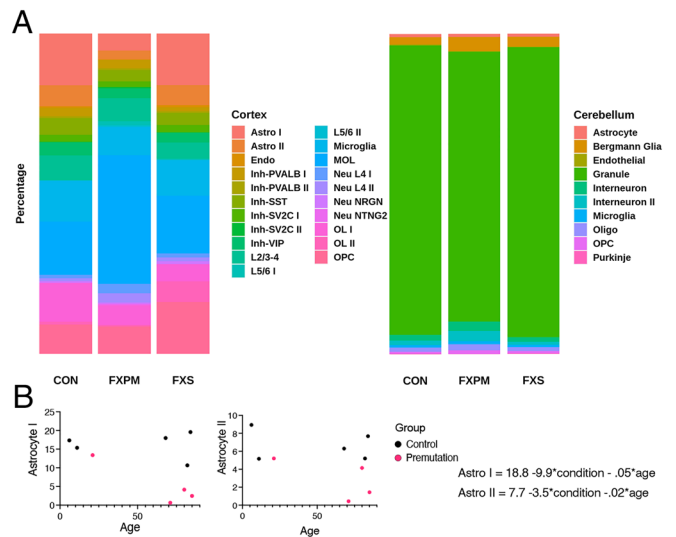 A
Percentage
Cortex
Astro I
Astro II
Endo
Inh-PVALB I
Inh-PVALB II
Inh-SST
Inh-SV2C I
Inh-SV2C II
Inh-VIP
L2/3-4
L5/6 I
L5/6 II
Microglia
MOL
Neu L4 I
Neu L4 II
Neu NRGN
Neu NTNG2
OL I
OL II
OPC
CON FXPM FXS
Cerebellum
Astrocyte
Bergmann Glia
Endothelial
Granule
Interneuron
Interneuron II
Microglia
Oligo
OPC
Purkinje
CON FXPM FXS
B
Astrocyte I
25
20
15
10
5
0
0 50
Age
Astrocyte II
10
8
6
4
2
0
0 50
Age
Group
Control
Premutation
Astro I = 18.8 -9.9*condition - .05*age
Astro II = 7.7 -3.5*condition -.02*age